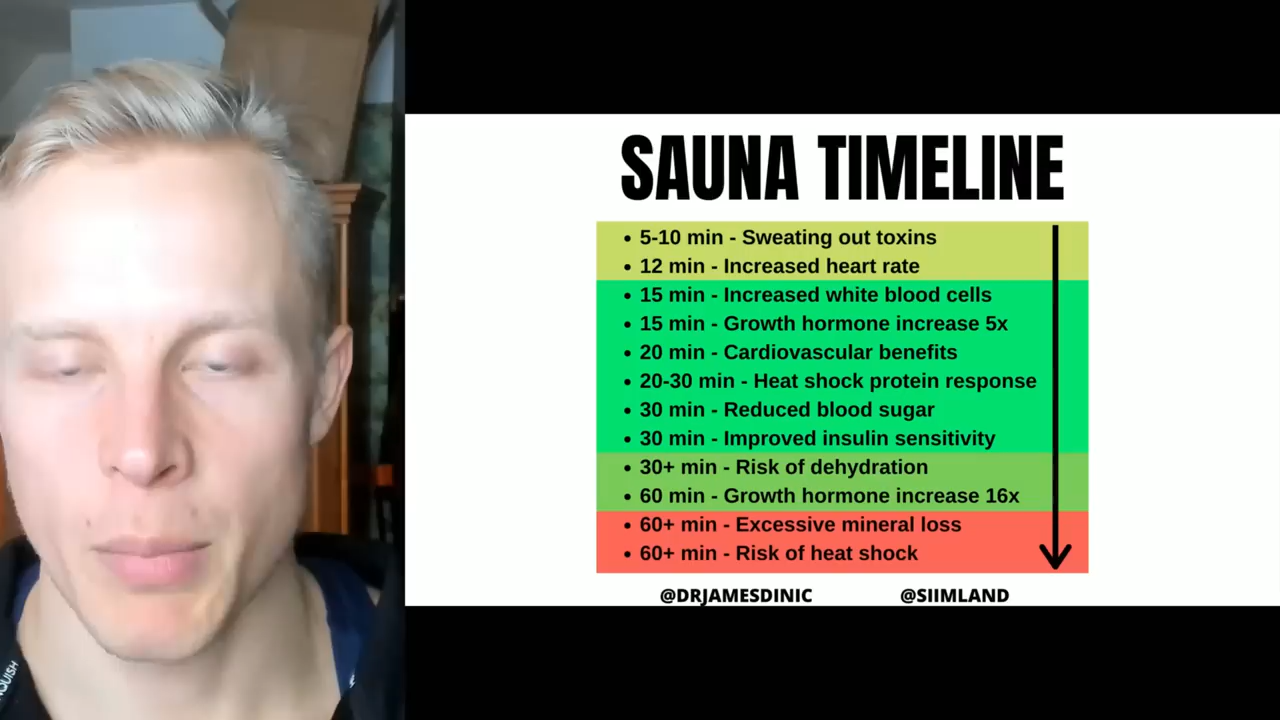 SAUNA TIMELINE
• 5-10 min - Sweating out toxins
• 12 min - Increased heart rate
• 15 min - Increased white blood cells
• 15 min - Growth hormone increase 5x
• 20 min - Cardiovascular benefits
• 20-30 min - Heat shock protein response
• 30 min - Reduced blood sugar
• 30 min - Improved insulin sensitivity
• 30+ min - Risk of dehydration
• 60 min - Growth hormone increase 16x
• 60+ min - Excessive mineral loss
• 60+ min - Risk of heat shock
@DRJAMESDINIC @SIIMLAND